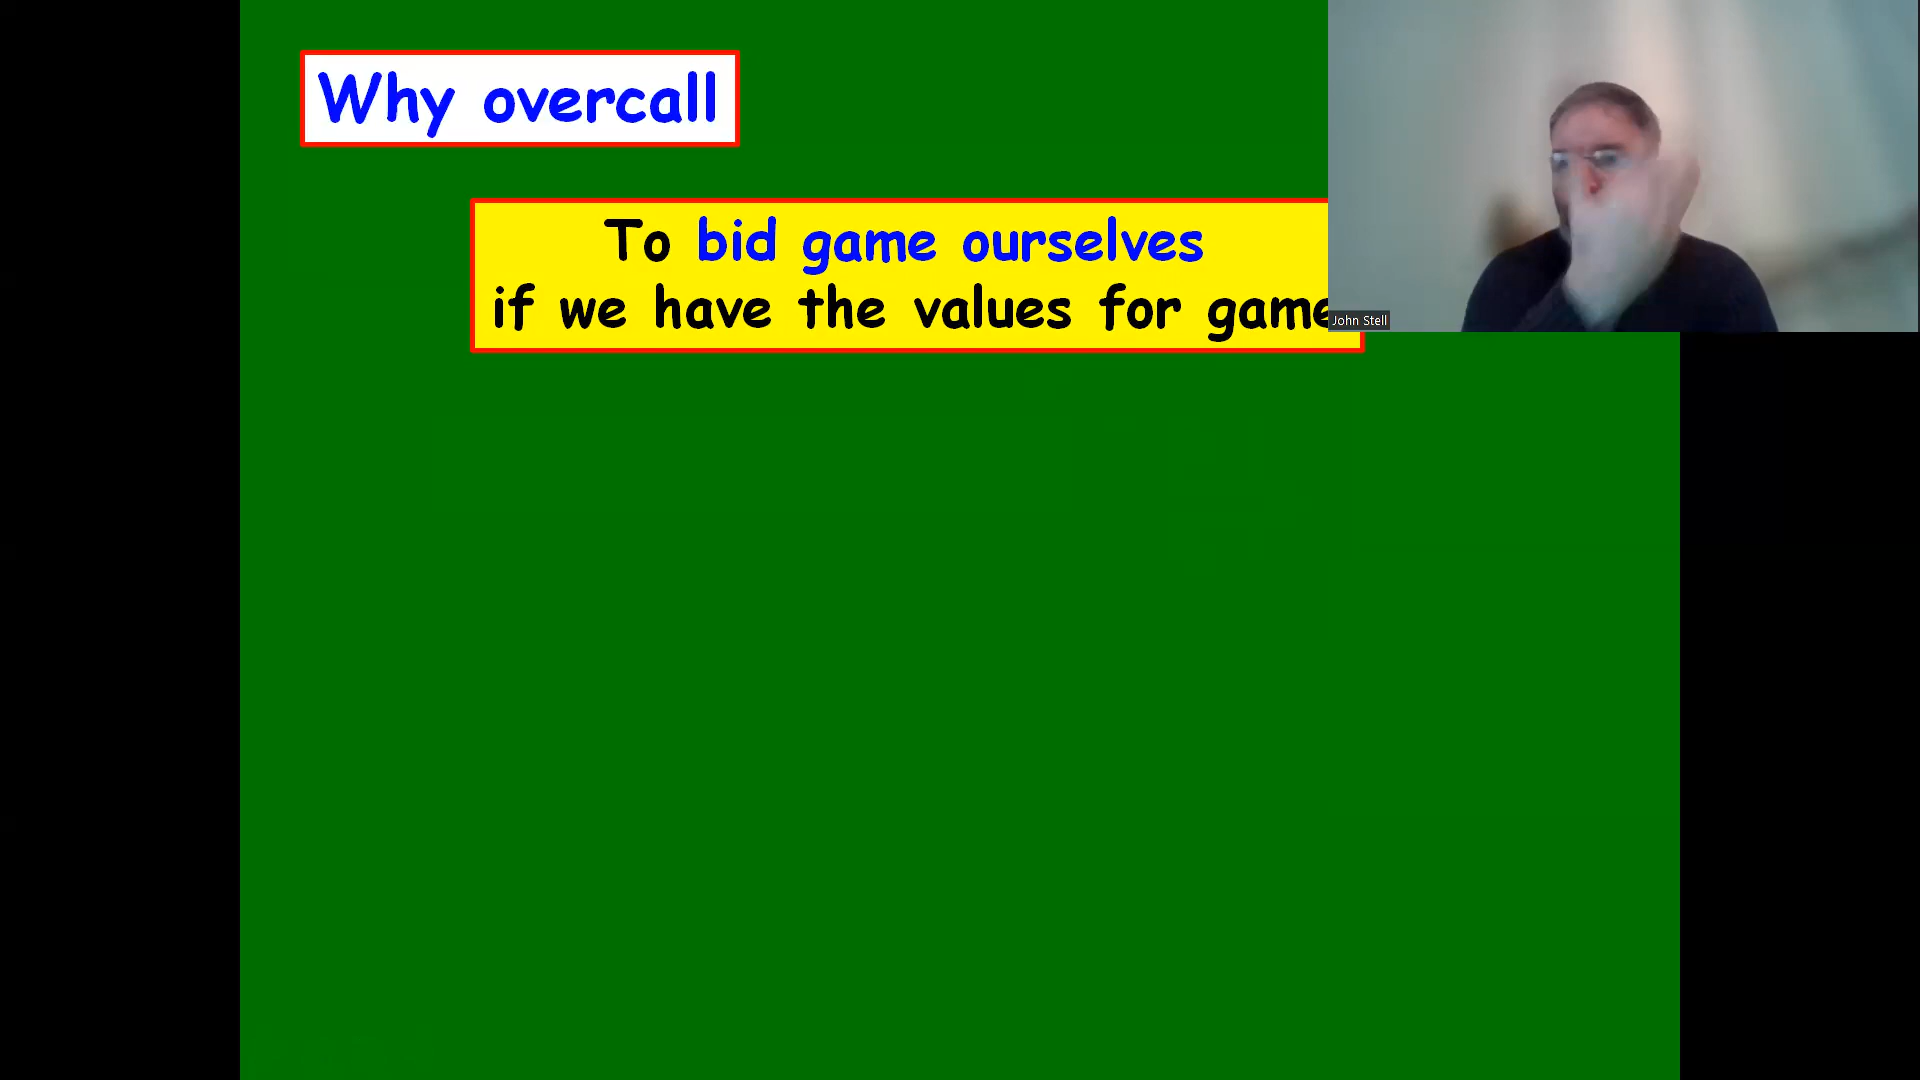 Why overcall
To bid game ourselves
if we have the values for game
John Stell